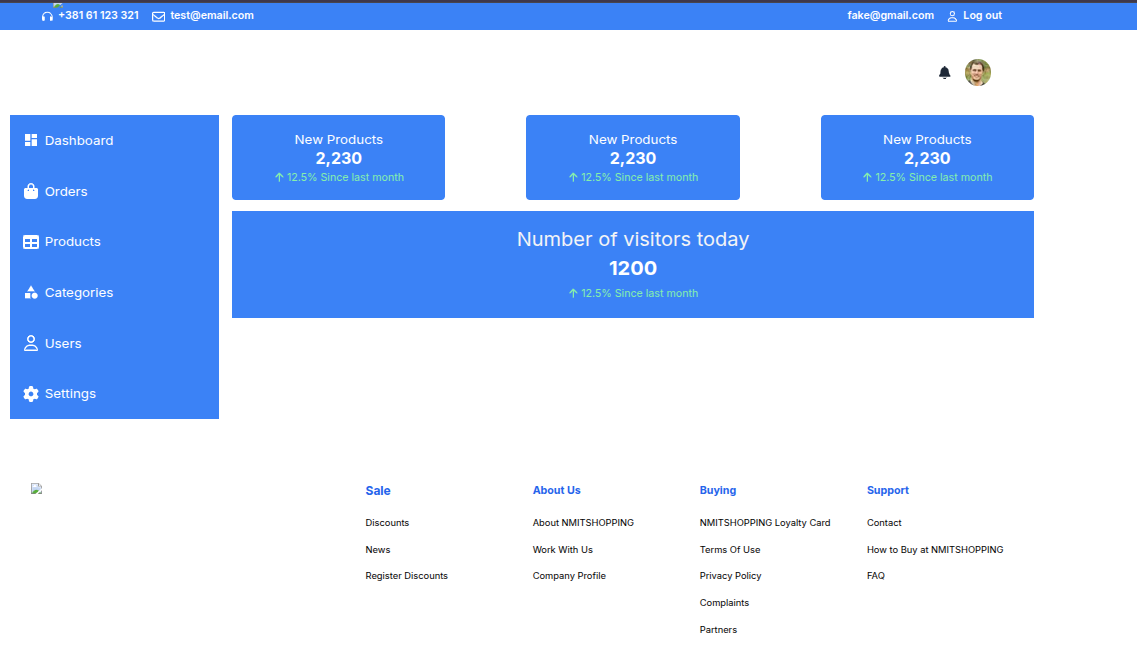 +381 61 123 321 test@email.com fake@gmail.com Log out
Dashboard
Orders
Products
Categories
Users
Settings
New Products
2,230
12.5% Since last month
New Products
2,230
12.5% Since last month
New Products
2,230
12.5% Since last month
Number of visitors today
1200
12.5% Since last month
Sale
Discounts
News
Register Discounts
About Us
About NMITSHOPPING
Work With Us
Company Profile
Buying
NMITSHOPPING Loyalty Card
Terms Of Use
Privacy Policy
Complaints
Partners
Support
Contact
How to Buy at NMITSHOPPING
FAQ